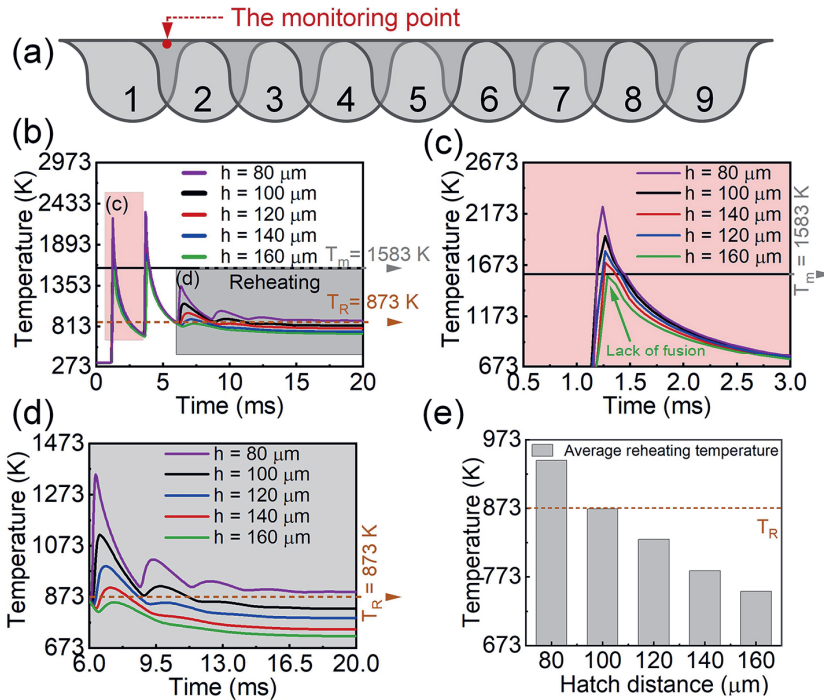 The monitoring point
(a)
1 2 3 4 5 6 7 8 9
(b)
Temperature (K)
2973
2433
1893
1353
813
273
h = 80 μm
h = 100 μm
h = 120 μm
h = 140 μm
h = 160 μm
(c)
(d)
Reheating
Tm = 1583 K
TR = 873 K
0 5 10 15 20
Time (ms)
(c)
Temperature (K)
2673
2173
1673
1173
673
h = 80 μm
h = 100 μm
h = 140 μm
h = 120 μm
h = 160 μm
Lack of fusion
Tm = 1583 K
0.5 1.0 1.5 2.0 2.5 3.0
Time (ms)
(d)
Temperature (K)
1473
1273
1073
873
673
h = 80 μm
h = 100 μm
h = 120 μm
h = 140 μm
h = 160 μm
TR = 873 K
6.0 9.5 13.0 16.5 20.0
Time (ms)
(e)
Temperature (K)
973
873
773
673
Average reheating temperature
TR
80 100 120 140 160
Hatch distance (μm)